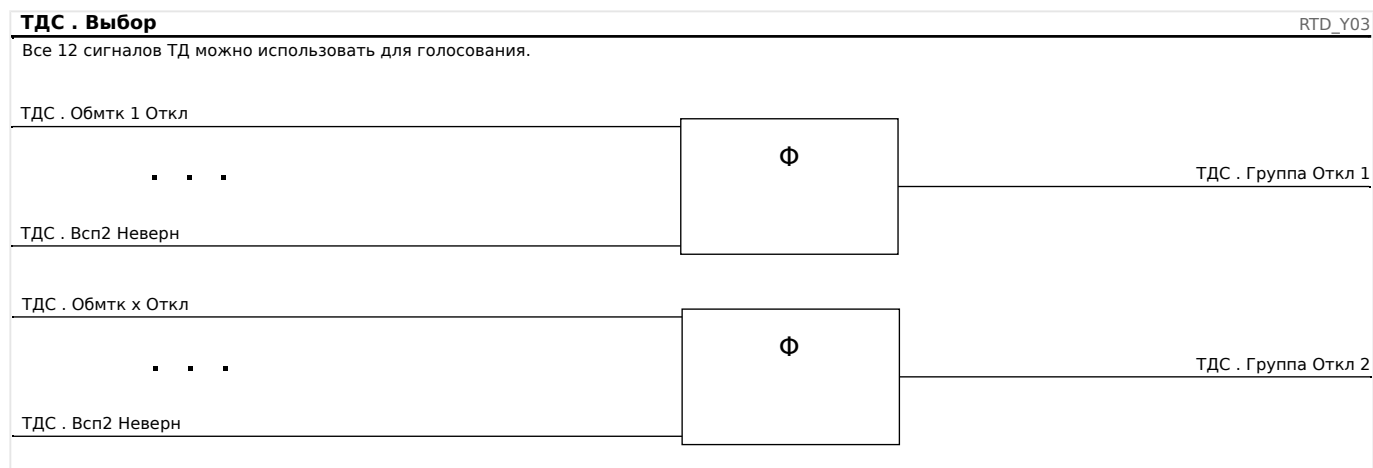 ТДС . Выбор
RTD_Y03
Все 12 сигналов ТД можно использовать для голосования.
ТДС . Обмтк 1 Откл
Φ
ТДС . Группа Откл 1
ТДС . Всп2 Неверн
ТДС . Обмтк x Откл
Φ
ТДС . Группа Откл 2
ТДС . Всп2 Неверн